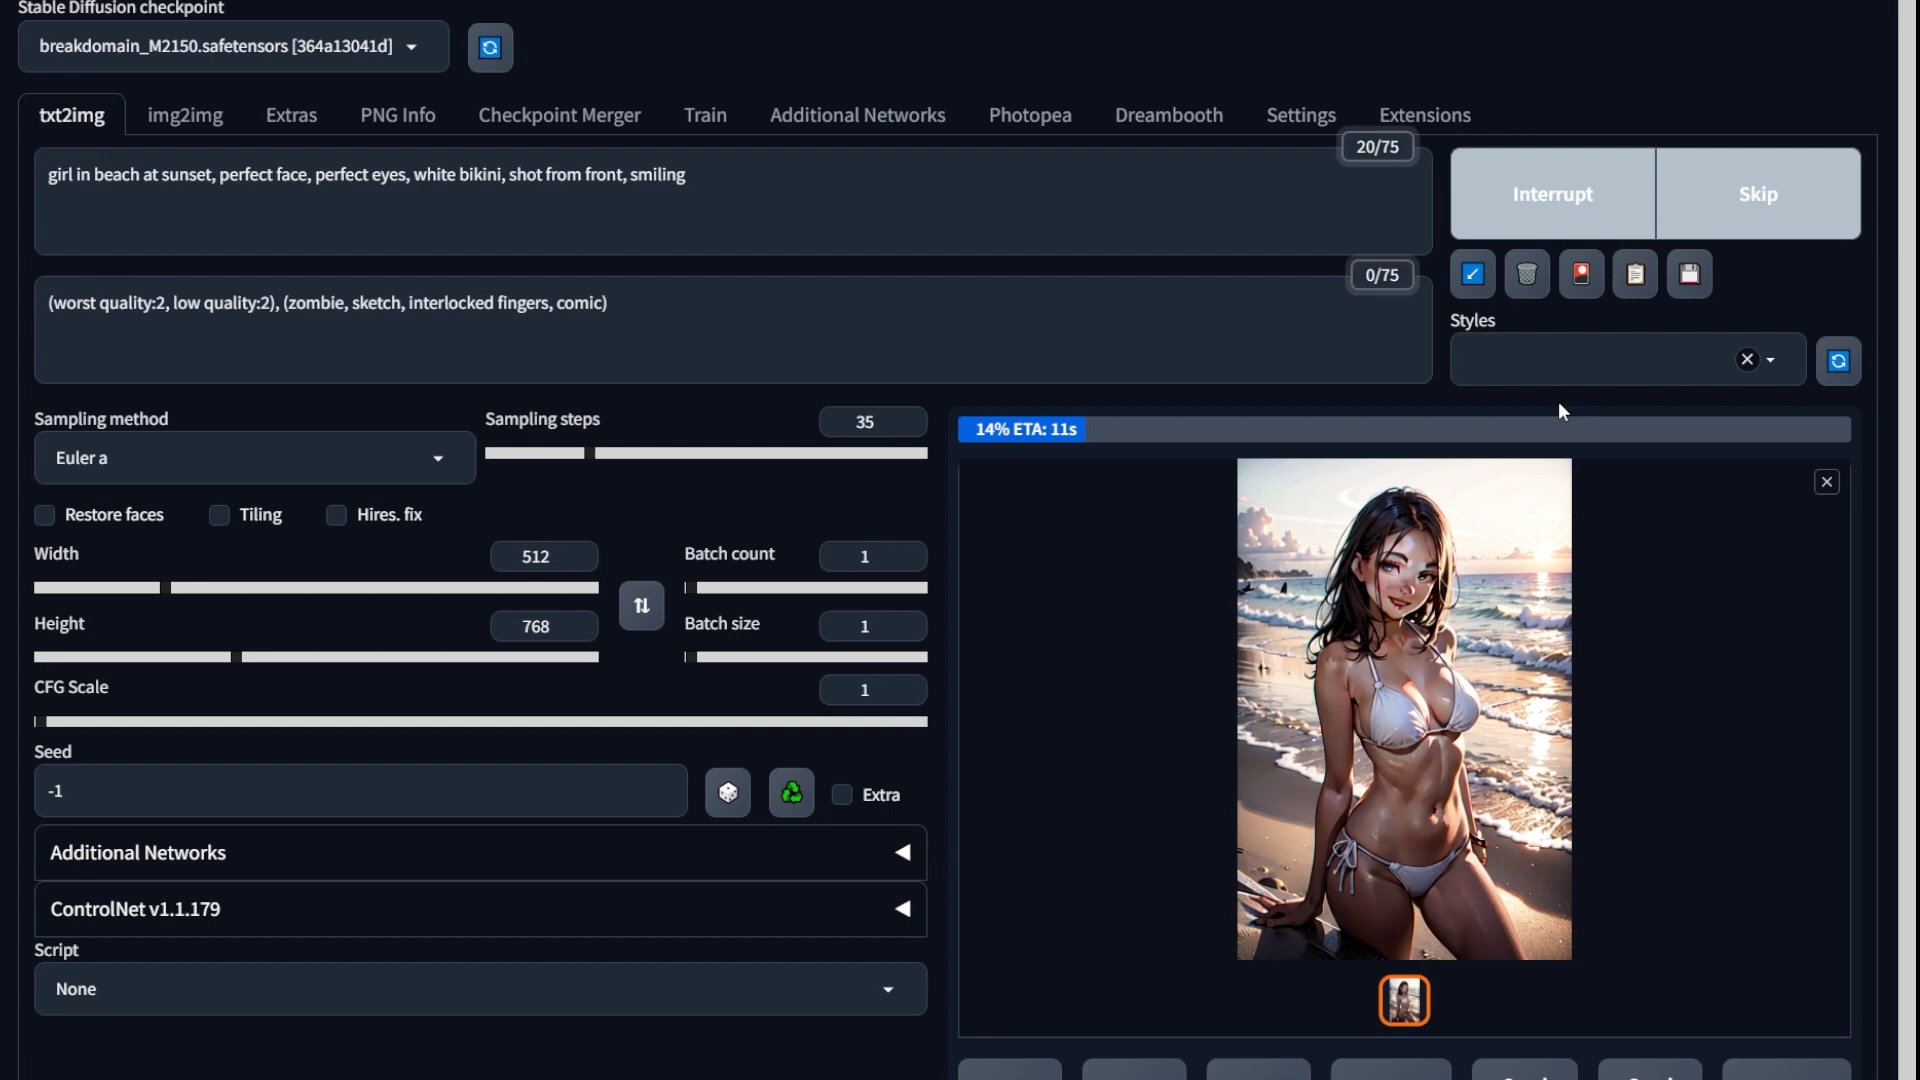 Stable Diffusion checkpoint
breakdomain_M2150.safetensors [364a13041d]
txt2img img2img Extras PNG Info Checkpoint Merger Train Additional Networks Photopea Dreambooth Settings Extensions
20/75
girl in beach at sunset, perfect face, perfect eyes, white bikini, shot from front, smiling
Interrupt Skip
0/75
(worst quality:2, low quality:2), (zombie, sketch, interlocked fingers, comic)
Styles
Sampling method
Euler a
Sampling steps 35
14% ETA: 11s
Restore faces Tiling Hires. fix
Width 512
Batch count 1
Height 768
Batch size 1
CFG Scale 1
Seed
-1
Extra
Additional Networks
ControlNet v1.1.179
Script
None